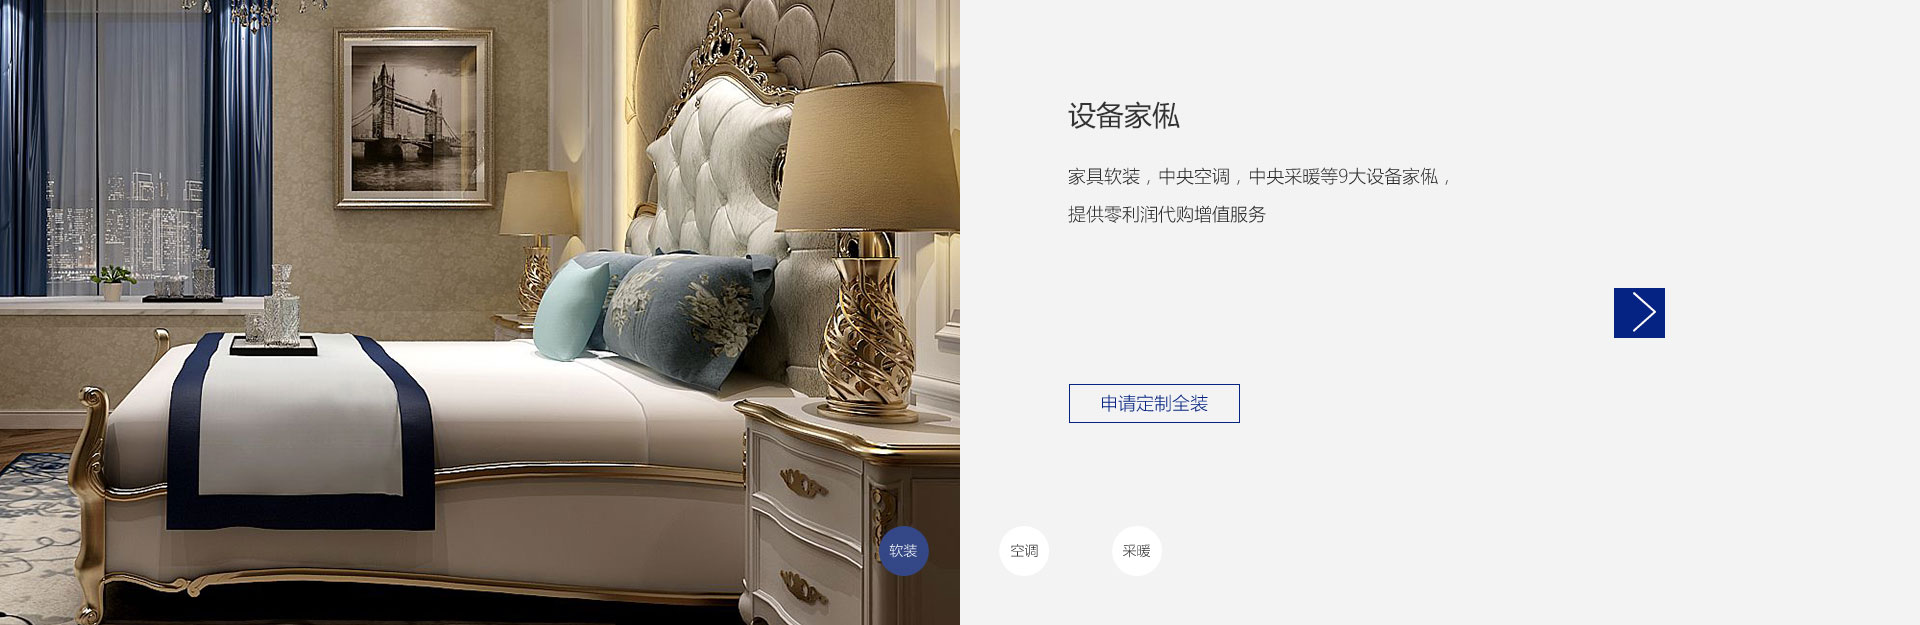 设备家俬
家具软装，中央空调，中央采暖等9大设备家俬，
提供零利润代购增值服务
申请定制全装
软装
空调
采暖